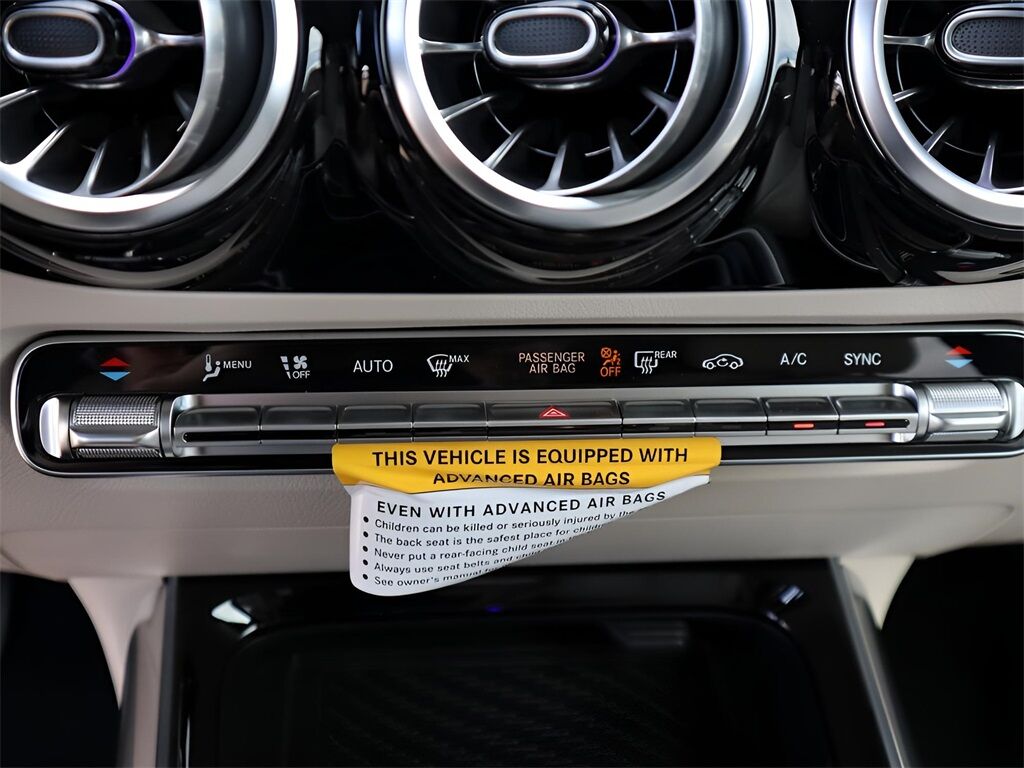 MENU OFF AUTO MAX PASSENGER AIR BAG OFF REAR A/C SYNC
THIS VEHICLE IS EQUIPPED WITH
ADVANCED AIR BAGS
EVEN WITH ADVANCED AIR BAGS
• Children can be killed or seriously injured by the
• The back seat is the safest place for
• Never put a rear-facing child seat in
• Always use seat belts and
• See owner's manual